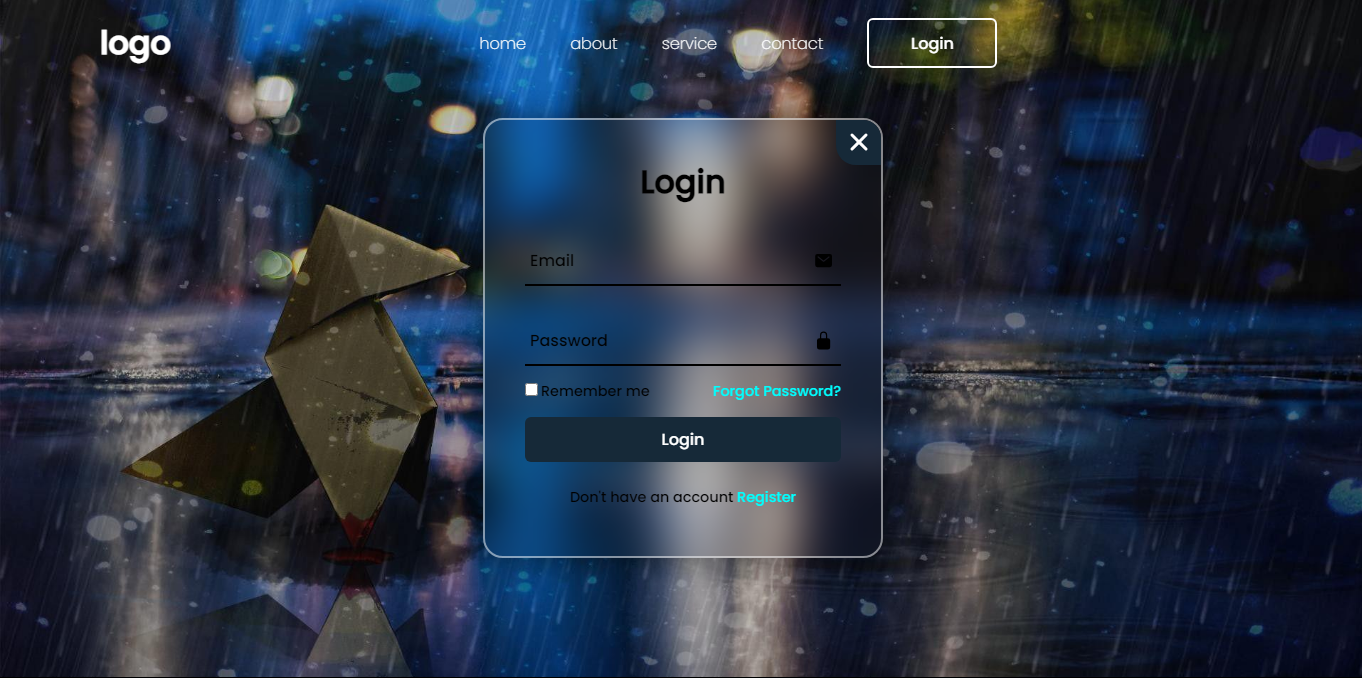 logo
home about service contact Login
Login
Email
Password
Remember me Forgot Password?
Login
Don't have an account Register